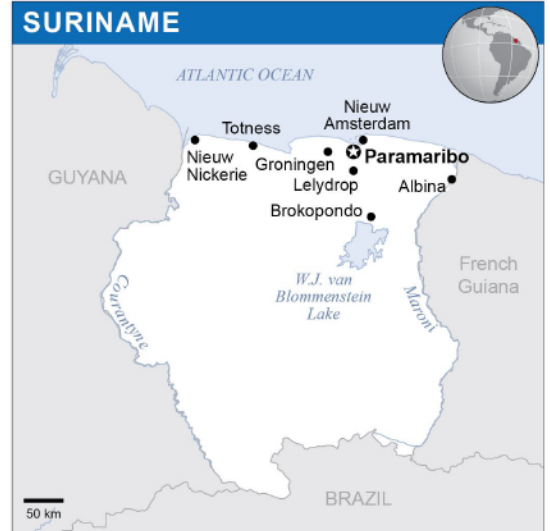 SURINAME
ATLANTIC OCEAN
Nieuw
Amsterdam
Totness
Nieuw
Nickerie
Groningen
Paramaribo
Lelydrop
Albina
Brokopondo
GUYANA
French
Guiana
W.J. van
Blommenstein
Lake
Courantyne
Maroni
BRAZIL
50 km